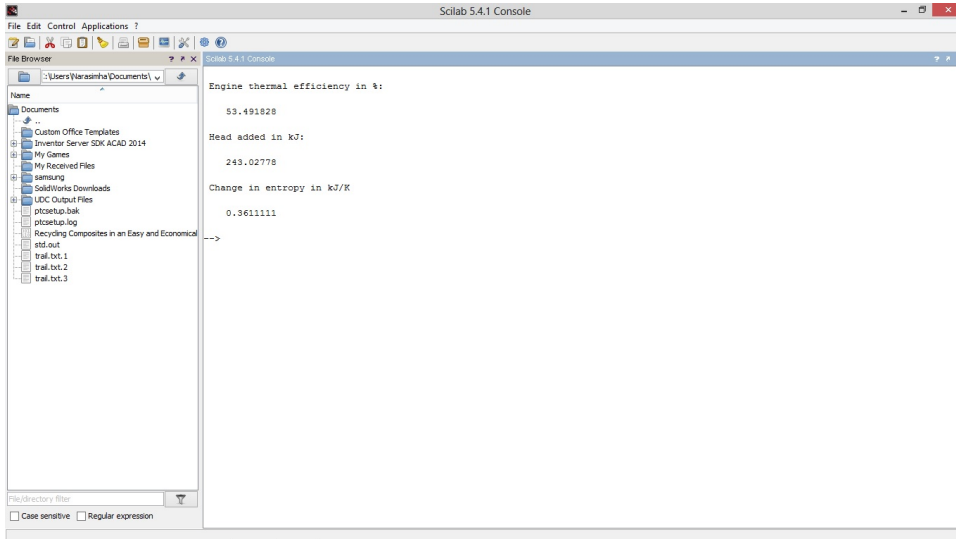 Scilab 5.4.1 Console
File Edit Control Applications ?
File Browser
Scilab 5.4.1 Console
:\Users\Narasimha\Documents\
Name
Documents
..
Custom Office Templates
Inventor Server SDK ACAD 2014
My Games
My Received Files
samsung
SolidWorks Downloads
UDC Output Files
ptcsetup.bak
ptcsetup.log
Recycling Composites in an Easy and Economical
std.out
trail.txt.1
trail.txt.2
trail.txt.3
File/directory filter
Case sensitive Regular expression
Engine thermal efficiency in %:
53.491828
Head added in kJ:
243.02778
Change in entropy in kJ/K
0.3611111
-->